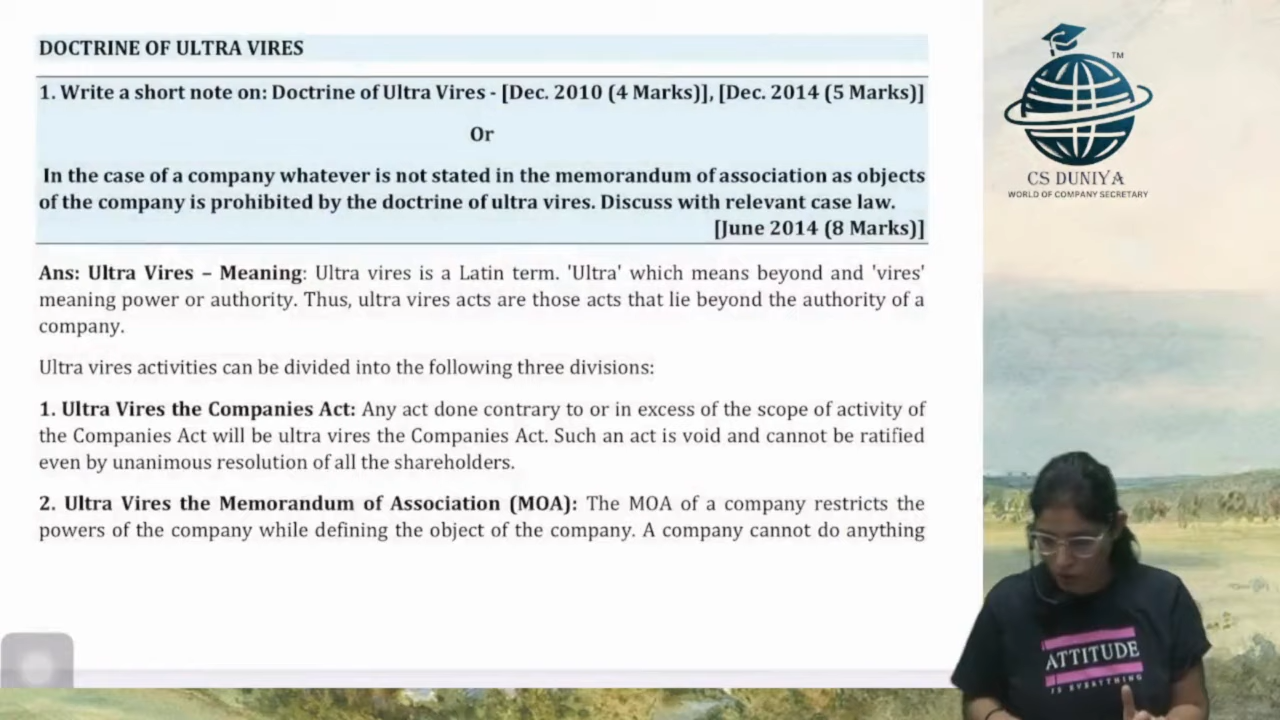 DOCTRINE OF ULTRA VIRES
1. Write a short note on: Doctrine of Ultra Vires - [Dec. 2010 (4 Marks)], [Dec. 2014 (5 Marks)]
Or
In the case of a company whatever is not stated in the memorandum of association as objects
of the company is prohibited by the doctrine of ultra vires. Discuss with relevant case law.
[June 2014 (8 Marks)]
Ans: Ultra Vires – Meaning: Ultra vires is a Latin term. 'Ultra' which means beyond and 'vires'
meaning power or authority. Thus, ultra vires acts are those acts that lie beyond the authority of a
company.
Ultra vires activities can be divided into the following three divisions:
1. Ultra Vires the Companies Act: Any act done contrary to or in excess of the scope of activity of
the Companies Act will be ultra vires the Companies Act. Such an act is void and cannot be ratified
even by unanimous resolution of all the shareholders.
2. Ultra Vires the Memorandum of Association (MOA): The MOA of a company restricts the
powers of the company while defining the object of the company. A company cannot do anything
TM
CS DUNIYA
WORLD OF COMPANY SECRETARY
ATTITUDE
IS EVERYTHING